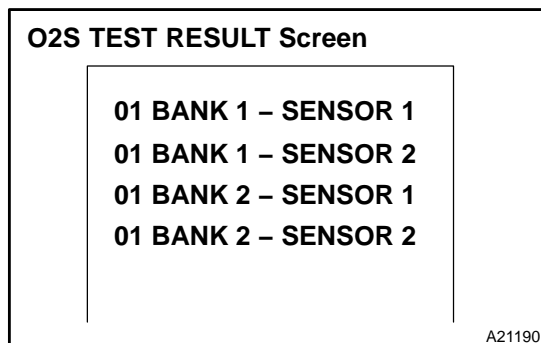 O2S TEST RESULT Screen
01 BANK 1 – SENSOR 1
01 BANK 1 – SENSOR 2
01 BANK 2 – SENSOR 1
01 BANK 2 – SENSOR 2
A21190